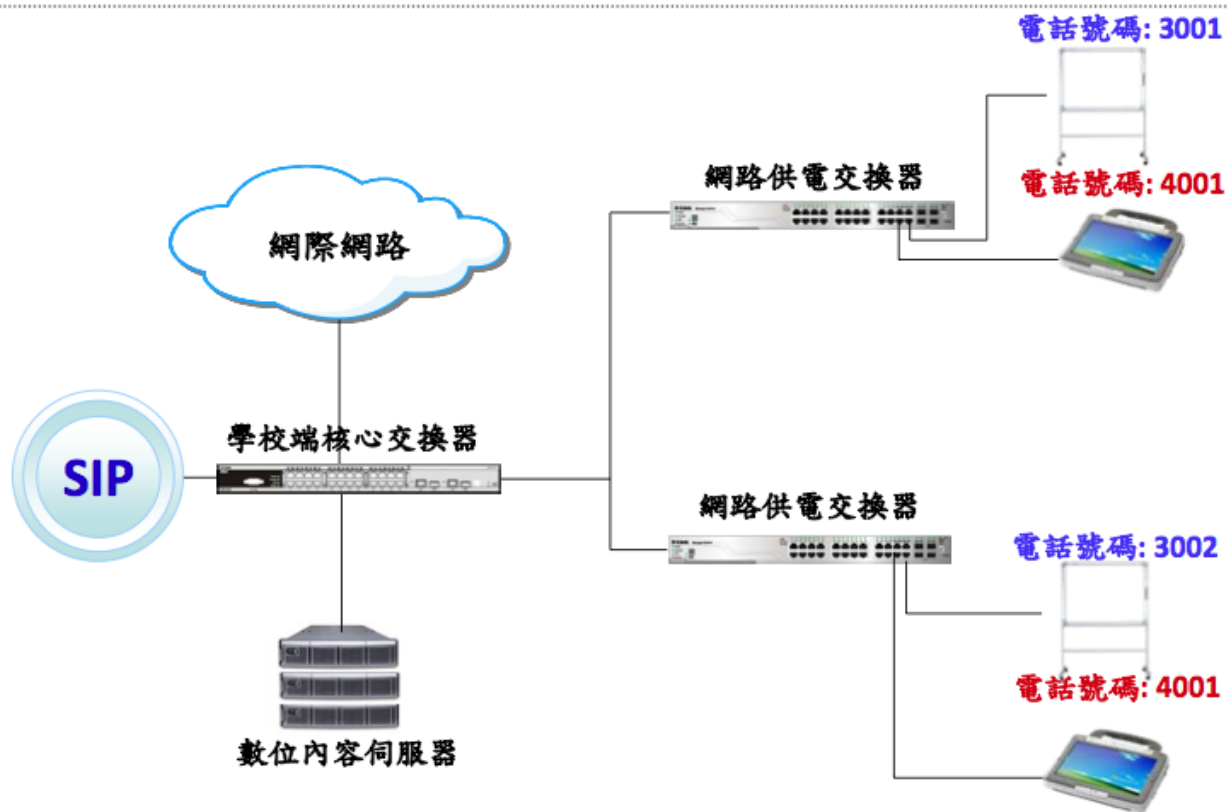 電話號碼: 3001
網路供電交換器
電話號碼: 4001
網際網路
學校端核心交換器
SIP
網路供電交換器
電話號碼: 3002
電話號碼: 4001
數位內容伺服器